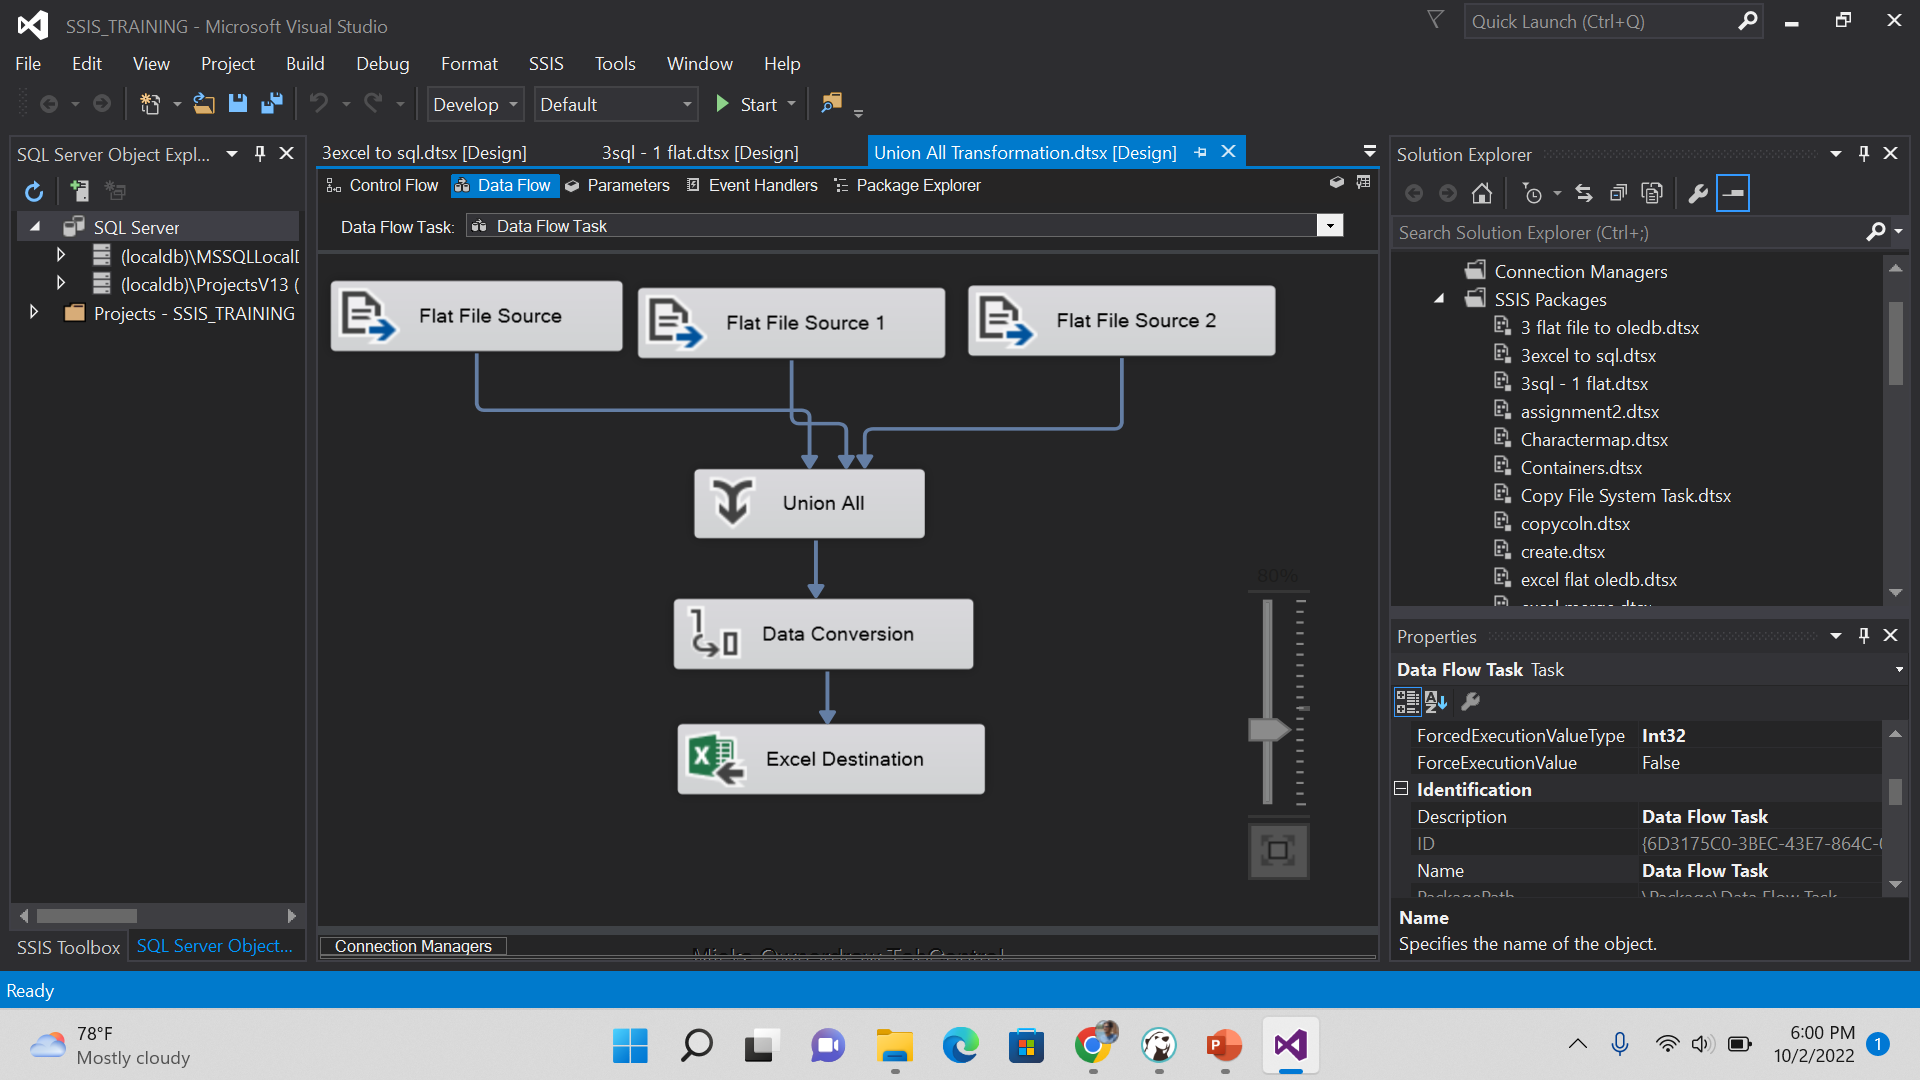 SSIS_TRAINING - Microsoft Visual Studio
Quick Launch (Ctrl+Q)
File Edit View Project Build Debug Format SSIS Tools Window Help
Develop Default Start
SQL Server Object Expl...
SQL Server
(localdb)\MSSQLLocalD
(localdb)\ProjectsV13 (
Projects - SSIS_TRAINING
SSIS Toolbox SQL Server Object...
3excel to sql.dtsx [Design] 3sql - 1 flat.dtsx [Design] Union All Transformation.dtsx [Design]
Control Flow Data Flow Parameters Event Handlers Package Explorer
Data Flow Task: Data Flow Task
Flat File Source
Flat File Source 1
Flat File Source 2
Union All
Data Conversion
Excel Destination
80%
Connection Managers
Solution Explorer
Search Solution Explorer (Ctrl+;)
Connection Managers
SSIS Packages
3 flat file to oledb.dtsx
3excel to sql.dtsx
3sql - 1 flat.dtsx
assignment2.dtsx
Charactermap.dtsx
Containers.dtsx
Copy File System Task.dtsx
copycoln.dtsx
create.dtsx
excel flat oledb.dtsx
excel merge.dtsx
Properties
Data Flow Task Task
ForcedExecutionValueType Int32
ForceExecutionValue False
Identification
Description Data Flow Task
ID {6D3175C0-3BEC-43E7-864C-
Name Data Flow Task
PackagePath \Package\Data Flow Task
Name
Specifies the name of the object.
Ready
78°F
Mostly cloudy
6:00 PM
10/2/2022
1